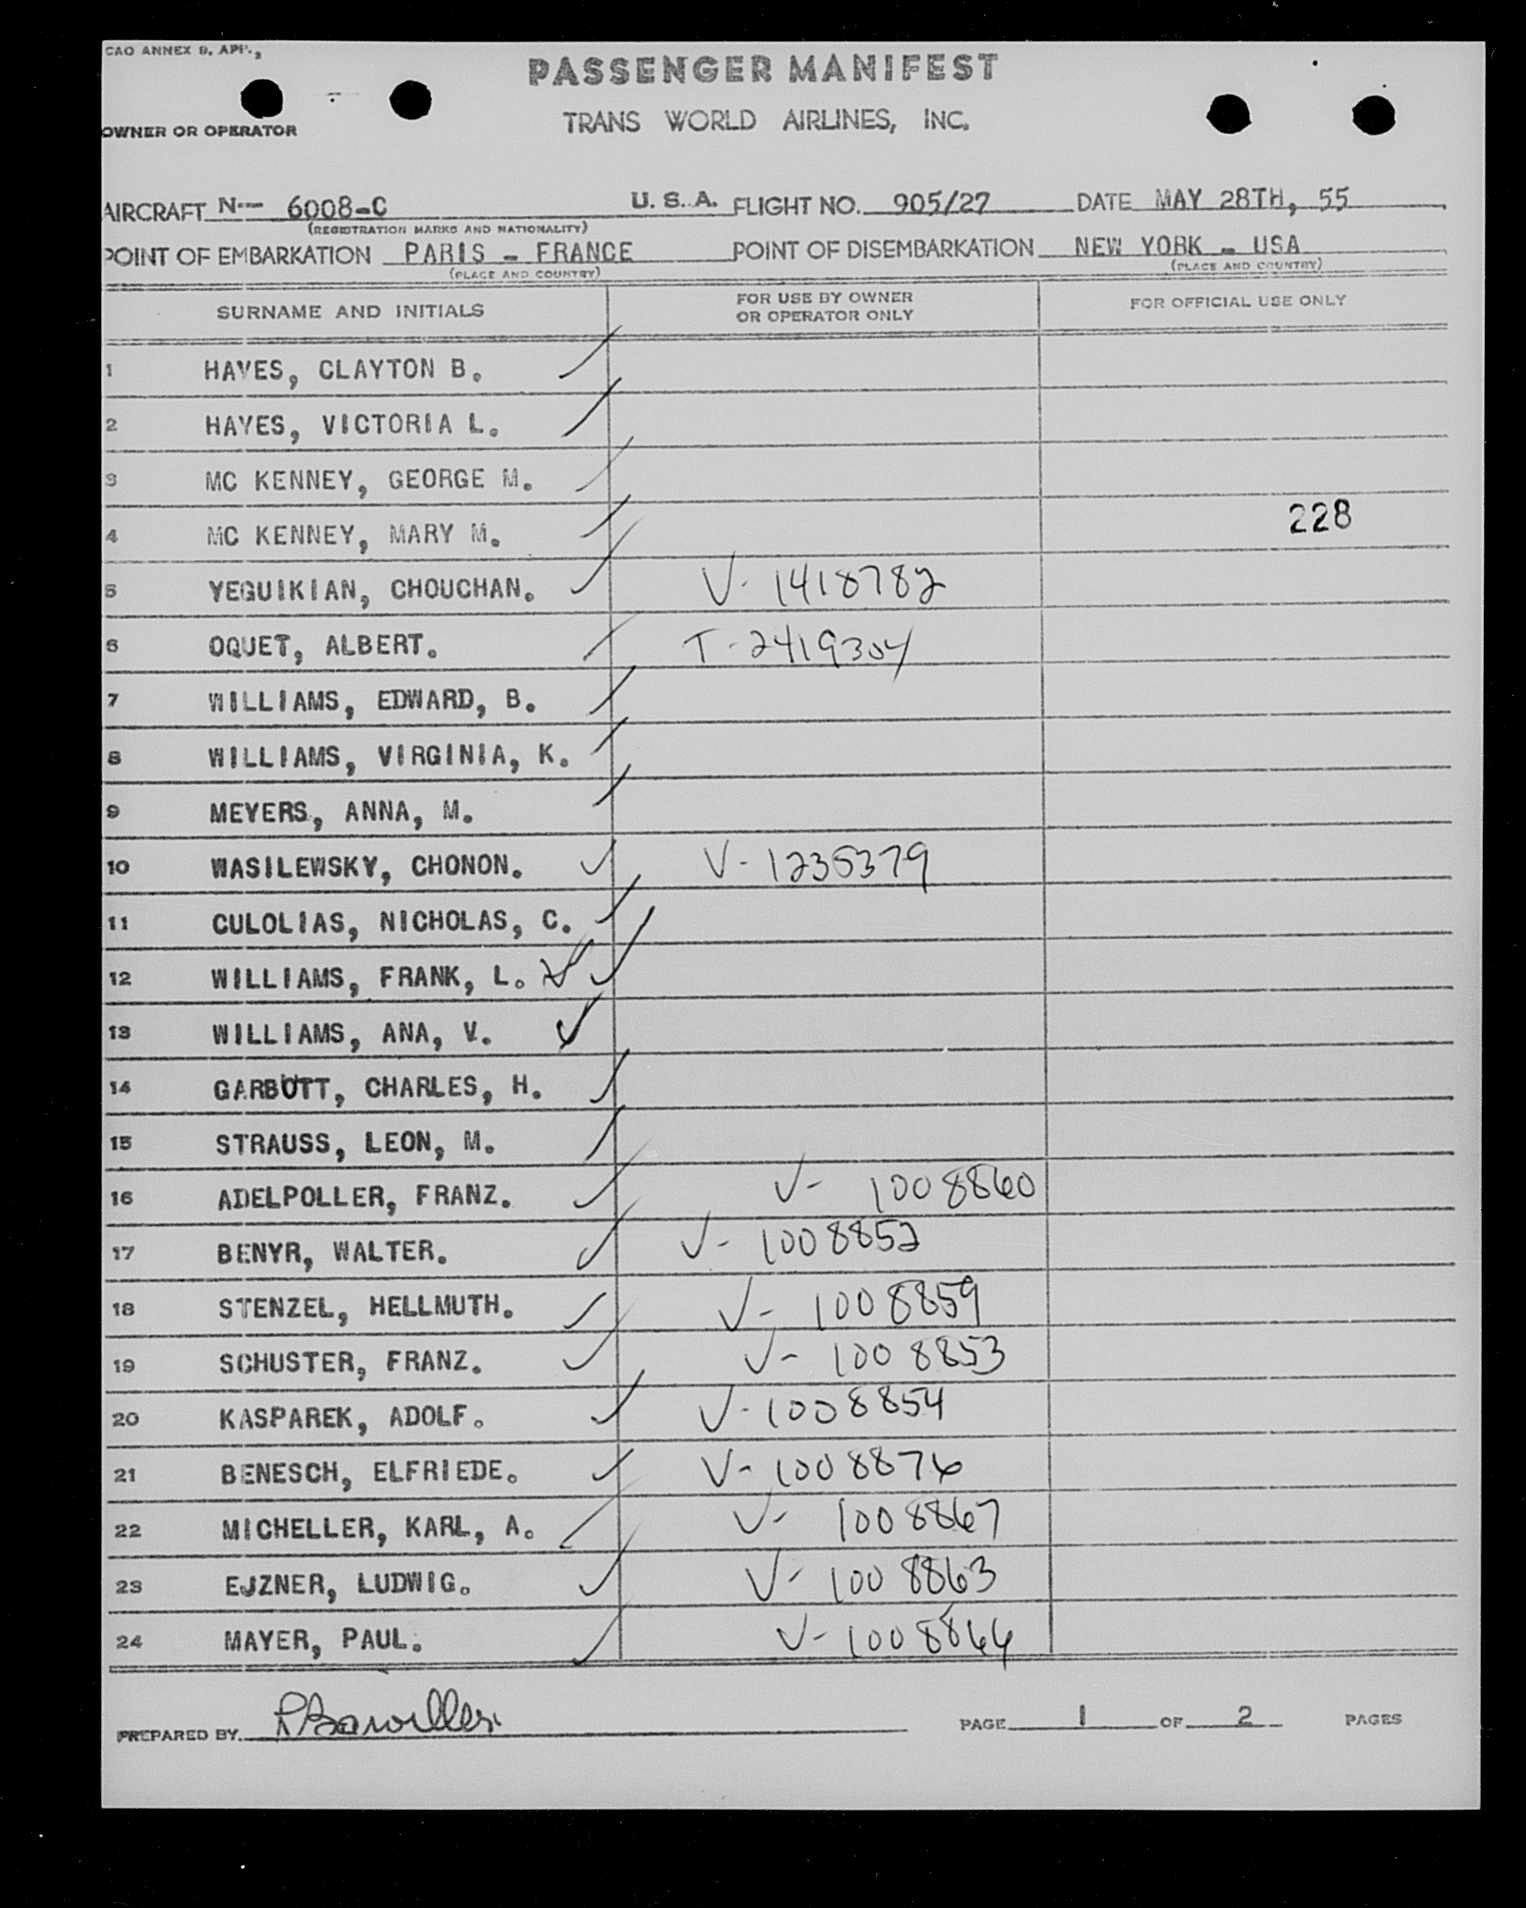 CAO ANNEX 9, APP.,
PASSENGER MANIFEST
OWNER OR OPERATOR
TRANS WORLD AIRLINES, INC.
AIRCRAFT N-- 6008-C U.S.A. FLIGHT NO. 905/27 DATE MAY 28TH, 55
(REGISTRATION MARKS AND NATIONALITY)
POINT OF EMBARKATION PARIS - FRANCE POINT OF DISEMBARKATION NEW YORK - USA
(PLACE AND COUNTRY) (PLACE AND COUNTRY)
SURNAME AND INITIALS FOR USE BY OWNER OR OPERATOR ONLY FOR OFFICIAL USE ONLY
1 HAYES, CLAYTON B.
2 HAYES, VICTORIA L.
3 MC KENNEY, GEORGE M.
4 MC KENNEY, MARY M. 228
5 YEGUIKIAN, CHOUCHAN. V- 1418782
6 OQUET, ALBERT. T-2419304
7 WILLIAMS, EDWARD, B.
8 WILLIAMS, VIRGINIA, K.
9 MEYERS, ANNA, M.
10 WASILEWSKY, CHONON. V-1235379
11 CULOLIAS, NICHOLAS, C.
12 WILLIAMS, FRANK, L.
13 WILLIAMS, ANA, V.
14 GARBUTT, CHARLES, H.
15 STRAUSS, LEON, M.
16 ADELPOLLER, FRANZ. V- 1008860
17 BENYR, WALTER. V- 1008852
18 STENZEL, HELLMUTH. V- 1008859
19 SCHUSTER, FRANZ. V- 1008853
20 KASPAREK, ADOLF. V-1008854
21 BENESCH, ELFRIEDE. V-1008876
22 MICHELLER, KARL, A. V- 1008867
23 EJZNER, LUDWIG. V- 1008863
24 MAYER, PAUL. V-1008864
PREPARED BY PAGE 1 OF 2 PAGES